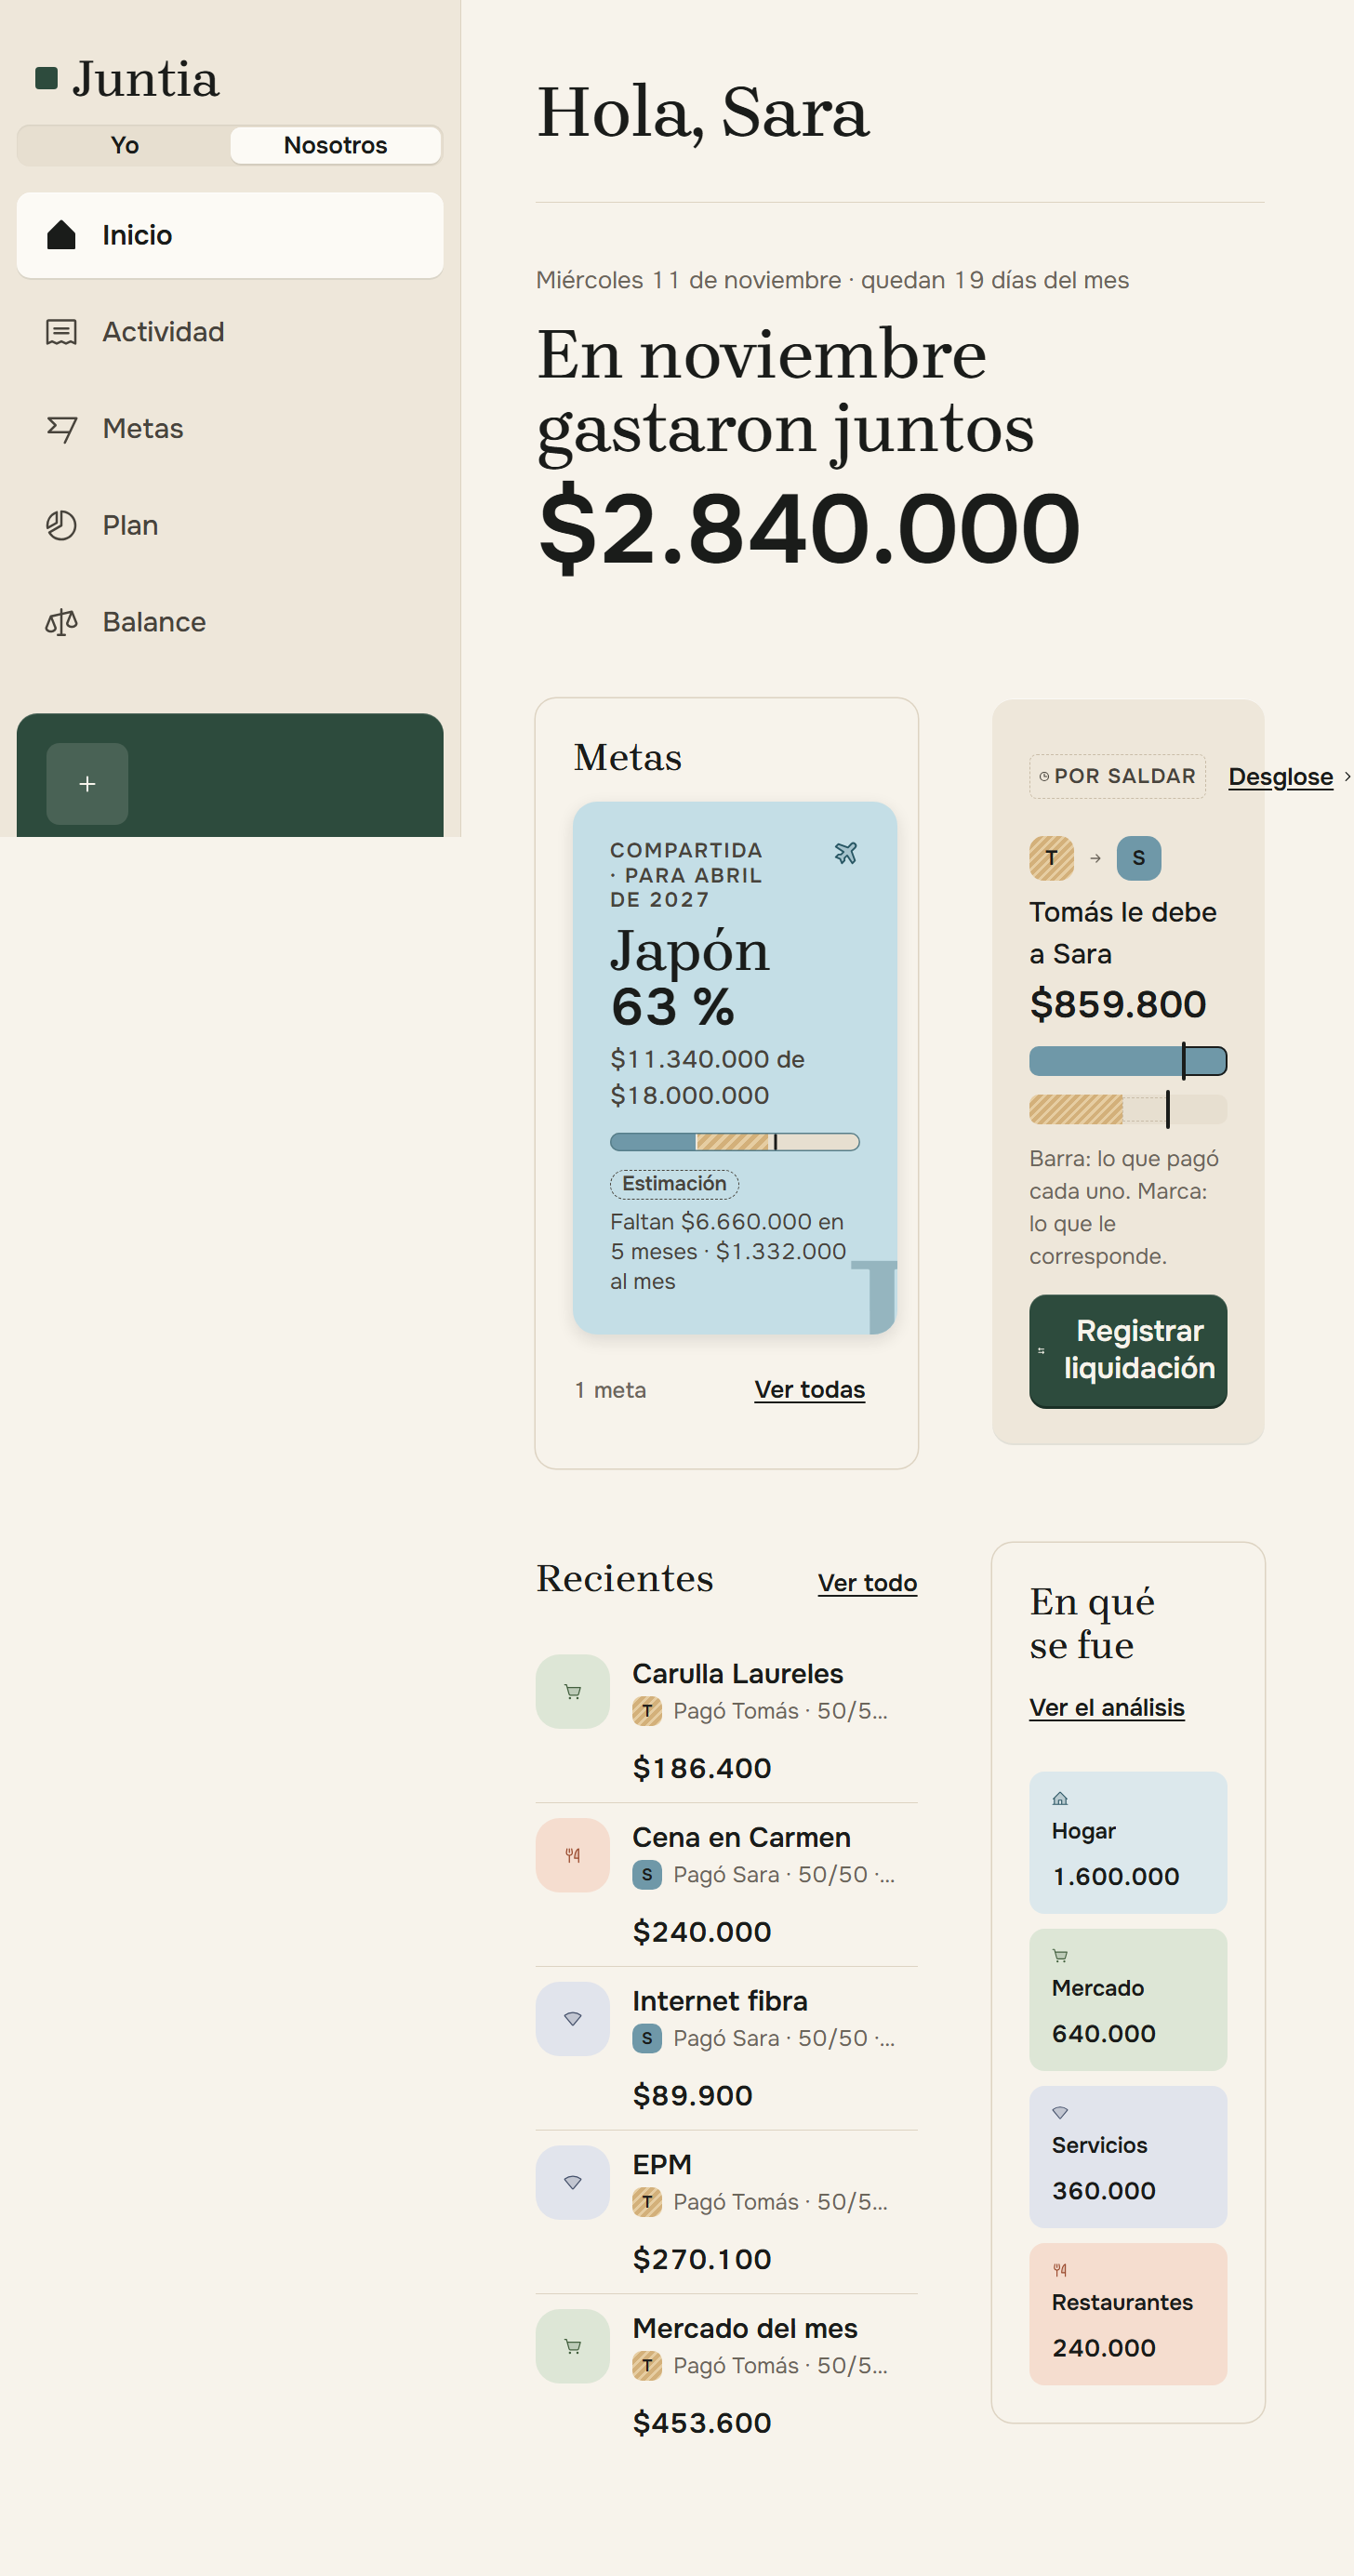 Juntia
Yo
Nosotros
Inicio
Actividad
Metas
Plan
Balance
+
Hola, Sara
Miércoles 11 de noviembre · quedan 19 días del mes
En noviembre
gastaron juntos
$2.840.000
Metas
COMPARTIDA
· PARA ABRIL
DE 2027
Japón
63 %
$11.340.000 de
$18.000.000
Estimación
Faltan $6.660.000 en
5 meses · $1.332.000
al mes
J
1 meta
Ver todas
POR SALDAR
Desglose ›
T → S
Tomás le debe
a Sara
$859.800
Barra: lo que pagó
cada uno. Marca:
lo que le
corresponde.
Registrar
liquidación
Recientes
Ver todo
Carulla Laureles
T Pagó Tomás · 50/5...
$186.400
Cena en Carmen
S Pagó Sara · 50/50 ·...
$240.000
Internet fibra
S Pagó Sara · 50/50 ·...
$89.900
EPM
T Pagó Tomás · 50/5...
$270.100
Mercado del mes
T Pagó Tomás · 50/5...
$453.600
En qué
se fue
Ver el análisis
Hogar
1.600.000
Mercado
640.000
Servicios
360.000
Restaurantes
240.000